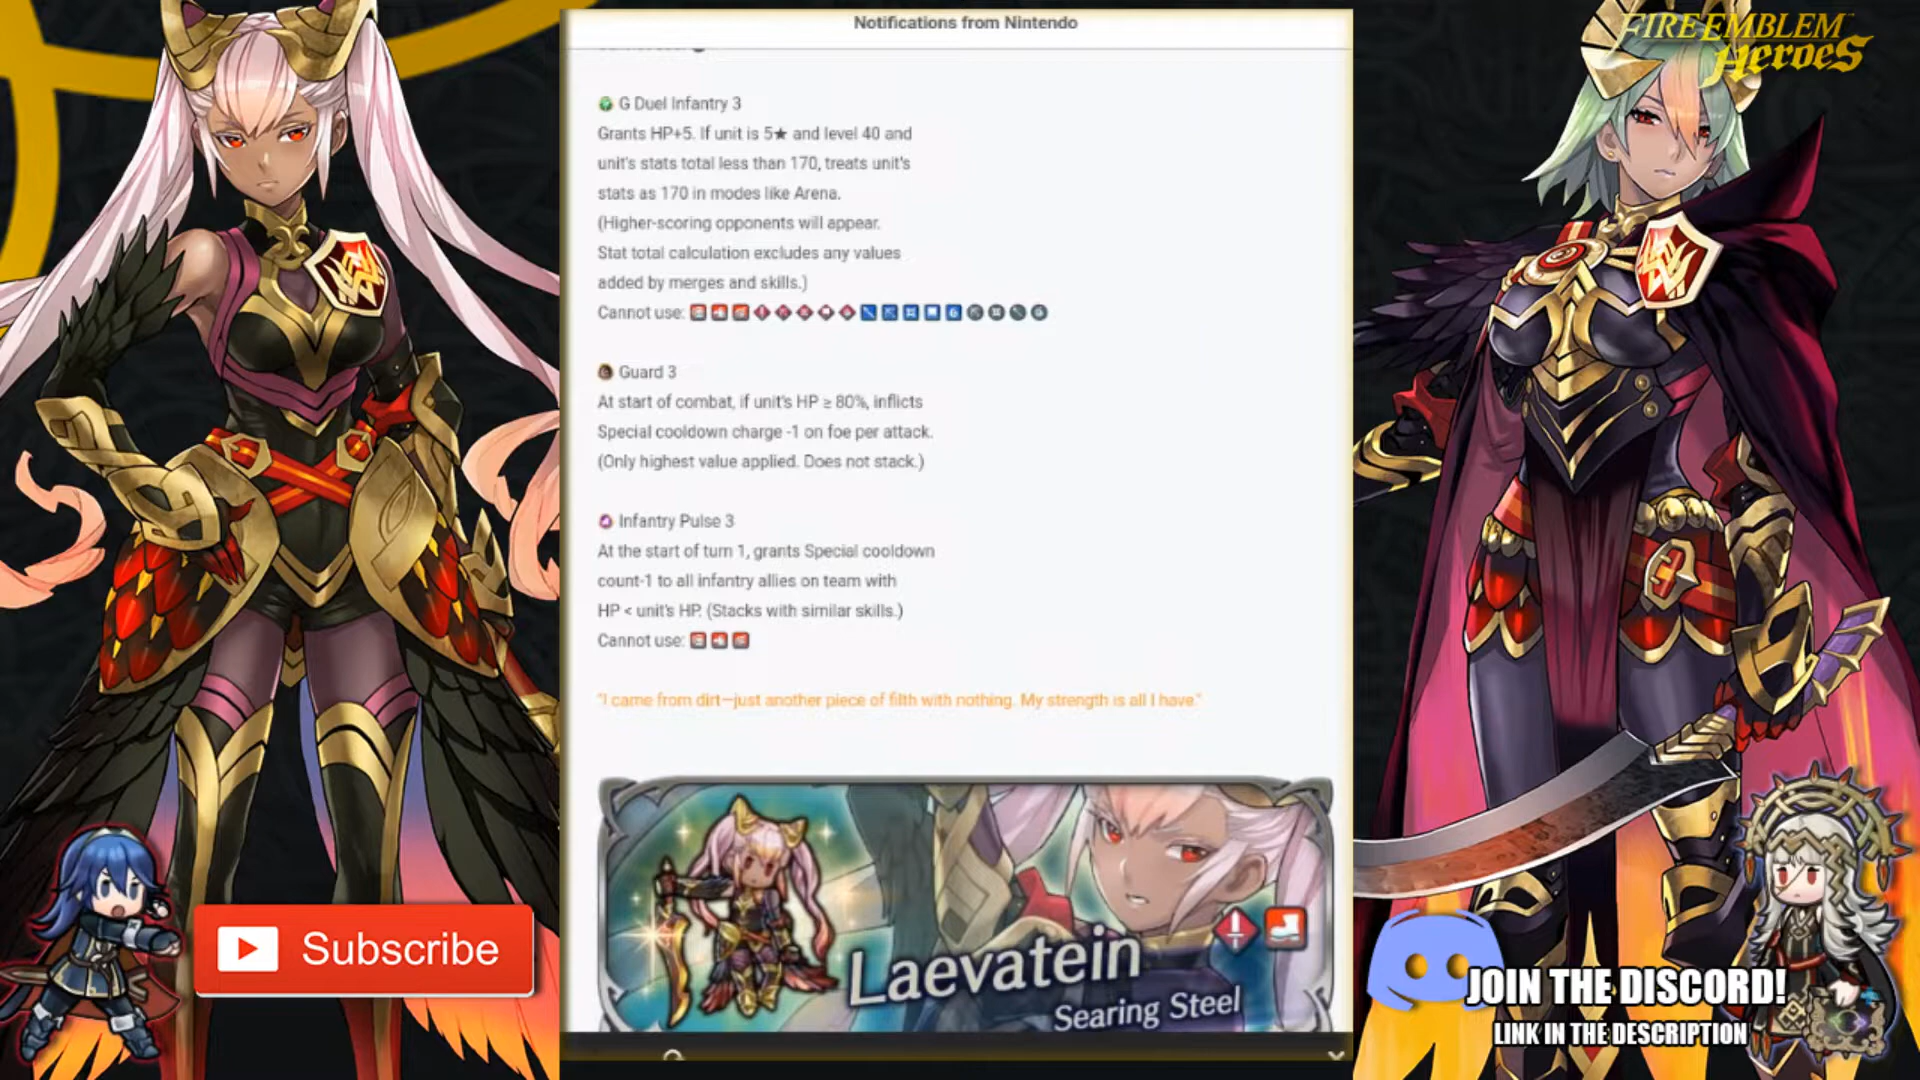 Notifications from Nintendo
FIRE EMBLEM
Heroes
G Duel Infantry 3
Grants HP+5. If unit is 5★ and level 40 and
unit's stats total less than 170, treats unit's
stats as 170 in modes like Arena.
(Higher-scoring opponents will appear.
Stat total calculation excludes any values
added by merges and skills.)
Cannot use:
Guard 3
At start of combat, if unit's HP ≥ 80%, inflicts
Special cooldown charge -1 on foe per attack.
(Only highest value applied. Does not stack.)
Infantry Pulse 3
At the start of turn 1, grants Special cooldown
count-1 to all infantry allies on team with
HP < unit's HP. (Stacks with similar skills.)
Cannot use:
"I came from dirt—just another piece of filth with nothing. My strength is all I have."
Laevatein
Searing Steel
Subscribe
JOIN THE DISCORD!
LINK IN THE DESCRIPTION